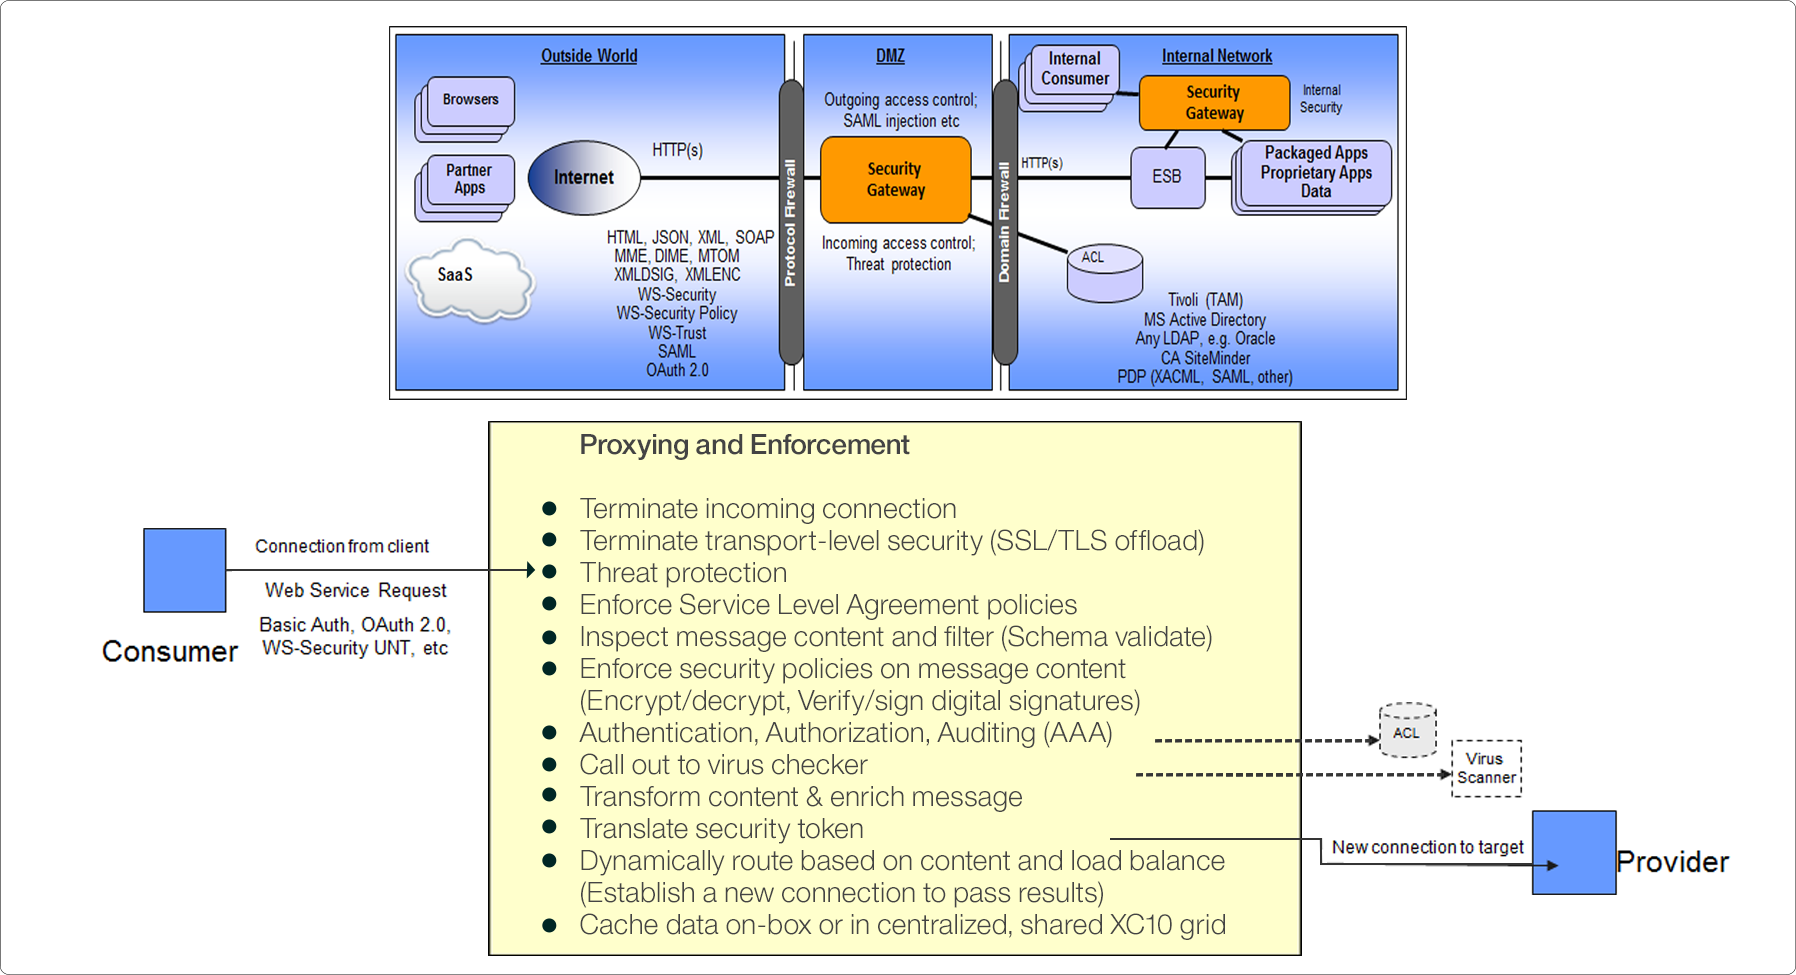 Outside World
Browsers
Partner
Apps
SaaS
Internet
HTTP(s)
HTML, JSON, XML, SOAP
MME, DIME, MTOM
XMLDSIG, XMLENC
WS-Security
WS-Security Policy
WS-Trust
SAML
OAuth 2.0
Protocol Firewall
DMZ
Outgoing access control;
SAML injection etc
Security
Gateway
Incoming access control;
Threat protection
Domain Firewall
Internal Network
Internal
Consumer
Security
Gateway
Internal
Security
HTTP(s)
ESB
Packaged Apps
Proprietary Apps
Data
ACL
Tivoli (TAM)
MS Active Directory
Any LDAP, e.g. Oracle
CA SiteMinder
PDP (XACML, SAML, other)
Proxying and Enforcement
Terminate incoming connection
Terminate transport-level security (SSL/TLS offload)
Threat protection
Enforce Service Level Agreement policies
Inspect message content and filter (Schema validate)
Enforce security policies on message content
(Encrypt/decrypt, Verify/sign digital signatures)
Authentication, Authorization, Auditing (AAA)
Call out to virus checker
Transform content & enrich message
Translate security token
Dynamically route based on content and load balance
(Establish a new connection to pass results)
Cache data on-box or in centralized, shared XC10 grid
Connection from client
Web Service Request
Basic Auth, OAuth 2.0,
WS-Security UNT, etc
Consumer
ACL
Virus
Scanner
New connection to target
Provider